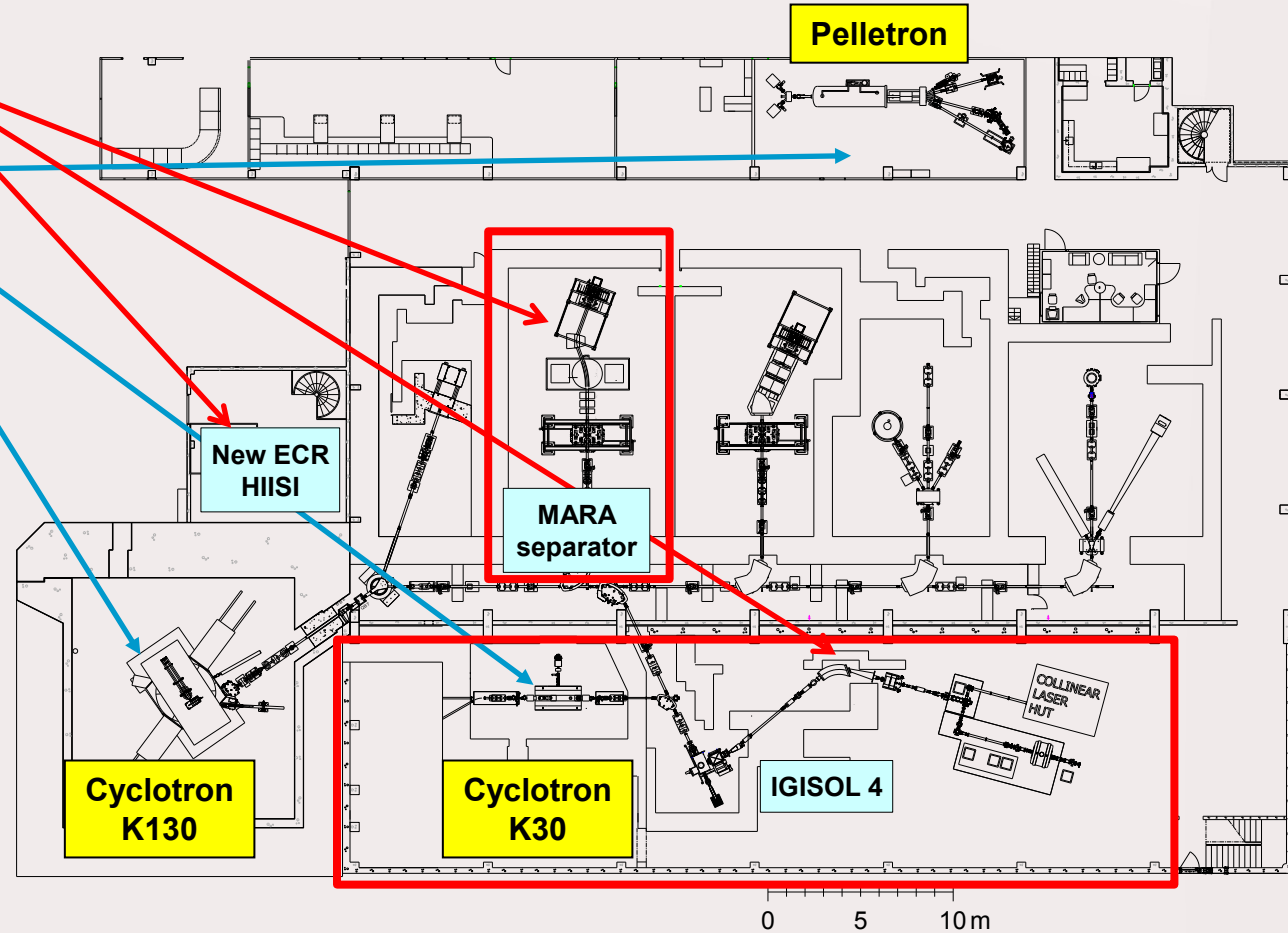 Pelletron
New ECR
HIISI
MARA
separator
COLLINEAR
LASER
HUT
Cyclotron
K130
Cyclotron
K30
IGISOL 4
0 5 10 m